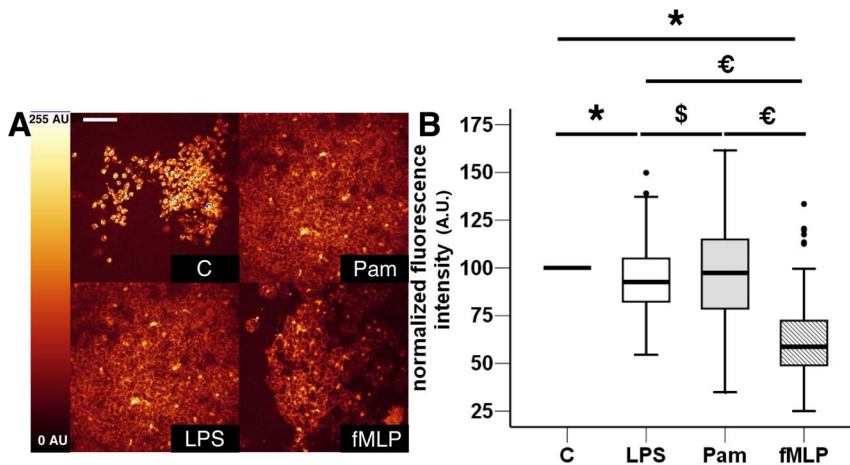 A
255 AU
0 AU
C
Pam
LPS
fMLP
B
*
€
* $ €
normalized fluorescence
intensity (A.U.)
175
150
125
100
75
50
25
C LPS Pam fMLP